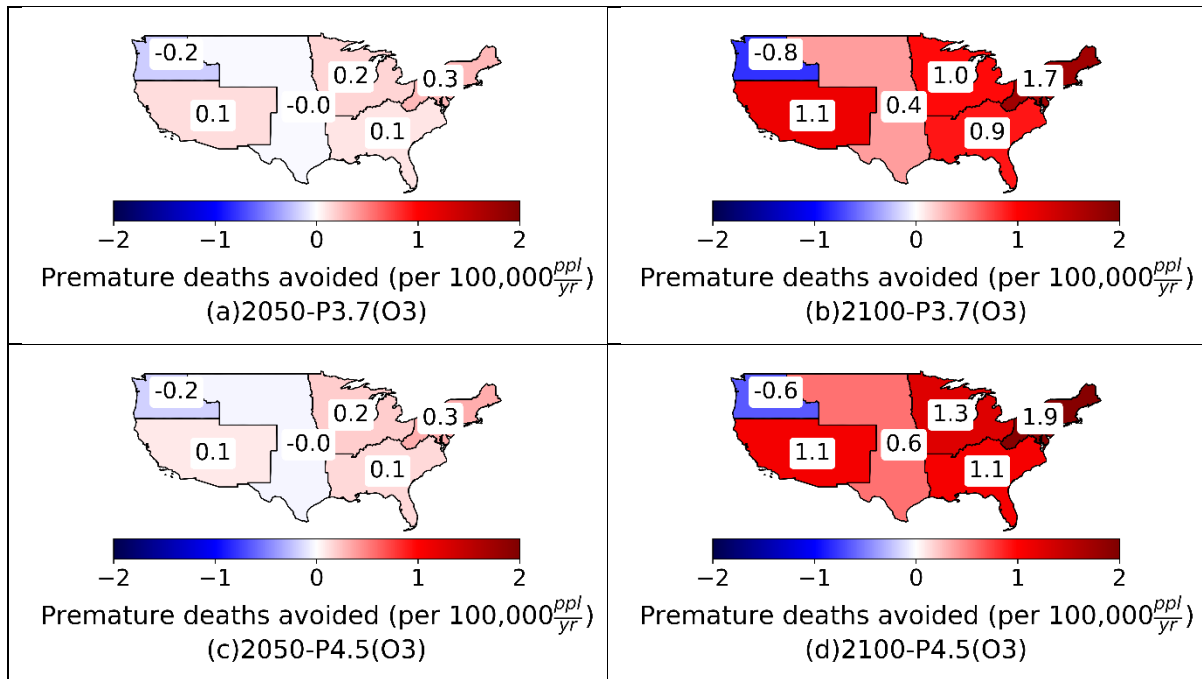 -0.2
0.2
0.3
-0.0
0.1
0.1
−2 −1 0 1 2
Premature deaths avoided (per 100,000 ppl/yr)
(a)2050-P3.7(O3)
-0.8
1.0
1.7
0.4
1.1
0.9
−2 −1 0 1 2
Premature deaths avoided (per 100,000 ppl/yr)
(b)2100-P3.7(O3)
-0.2
0.2
0.3
-0.0
0.1
0.1
−2 −1 0 1 2
Premature deaths avoided (per 100,000 ppl/yr)
(c)2050-P4.5(O3)
-0.6
1.3
1.9
0.6
1.1
1.1
−2 −1 0 1 2
Premature deaths avoided (per 100,000 ppl/yr)
(d)2100-P4.5(O3)